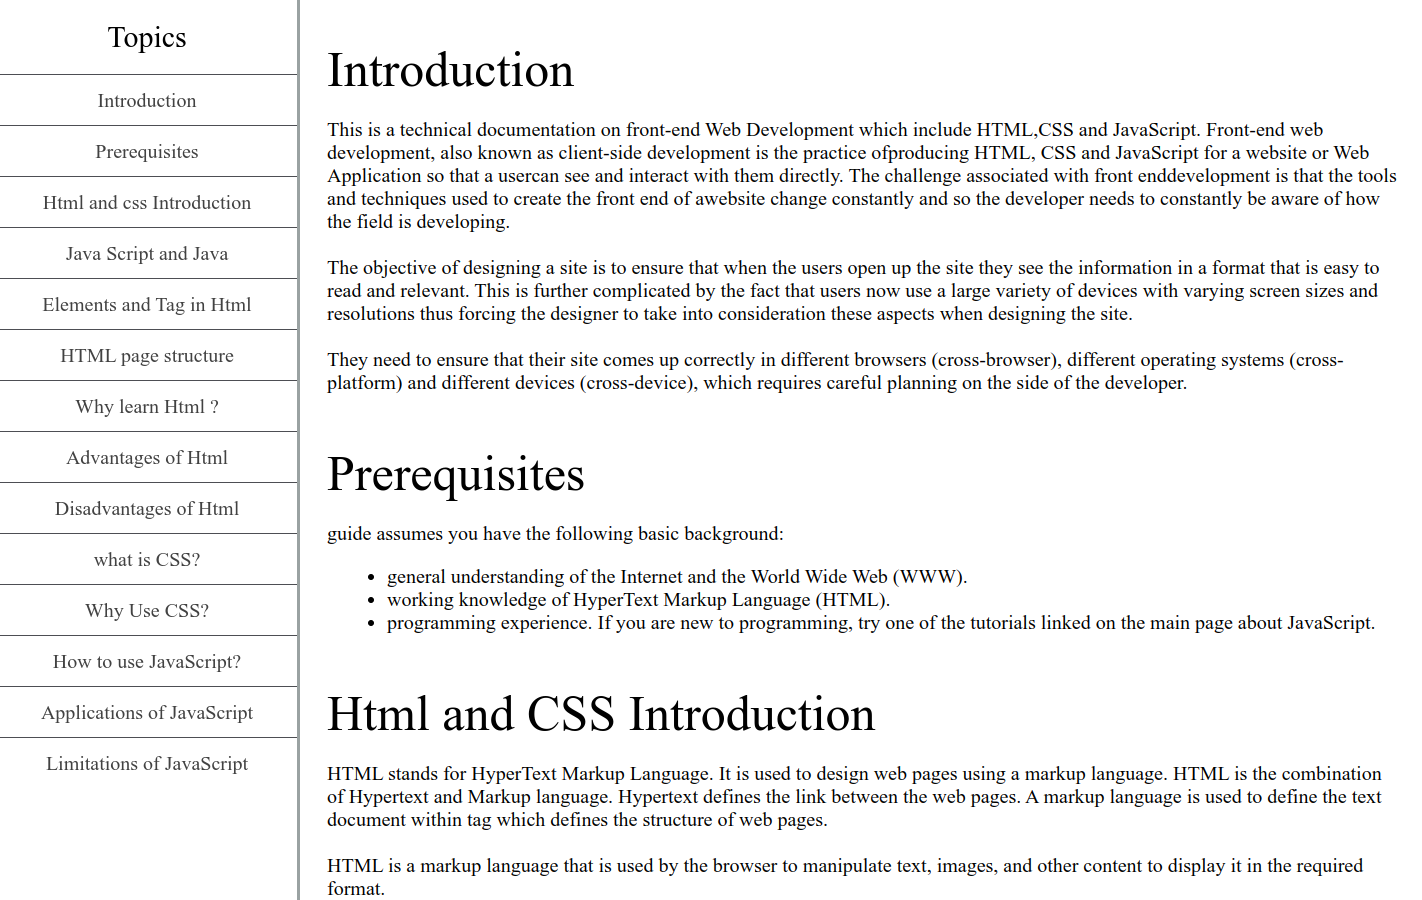 Topics
Introduction
Prerequisites
Html and css Introduction
Java Script and Java
Elements and Tag in Html
HTML page structure
Why learn Html ?
Advantages of Html
Disadvantages of Html
what is CSS?
Why Use CSS?
How to use JavaScript?
Applications of JavaScript
Limitations of JavaScript
Introduction
This is a technical documentation on front-end Web Development which include HTML,CSS and JavaScript. Front-end web
development, also known as client-side development is the practice ofproducing HTML, CSS and JavaScript for a website or Web
Application so that a usercan see and interact with them directly. The challenge associated with front enddevelopment is that the tools
and techniques used to create the front end of awebsite change constantly and so the developer needs to constantly be aware of how
the field is developing.
The objective of designing a site is to ensure that when the users open up the site they see the information in a format that is easy to
read and relevant. This is further complicated by the fact that users now use a large variety of devices with varying screen sizes and
resolutions thus forcing the designer to take into consideration these aspects when designing the site.
They need to ensure that their site comes up correctly in different browsers (cross-browser), different operating systems (cross-
platform) and different devices (cross-device), which requires careful planning on the side of the developer.
Prerequisites
guide assumes you have the following basic background:
• general understanding of the Internet and the World Wide Web (WWW).
• working knowledge of HyperText Markup Language (HTML).
• programming experience. If you are new to programming, try one of the tutorials linked on the main page about JavaScript.
Html and CSS Introduction
HTML stands for HyperText Markup Language. It is used to design web pages using a markup language. HTML is the combination
of Hypertext and Markup language. Hypertext defines the link between the web pages. A markup language is used to define the text
document within tag which defines the structure of web pages.
HTML is a markup language that is used by the browser to manipulate text, images, and other content to display it in the required
format.